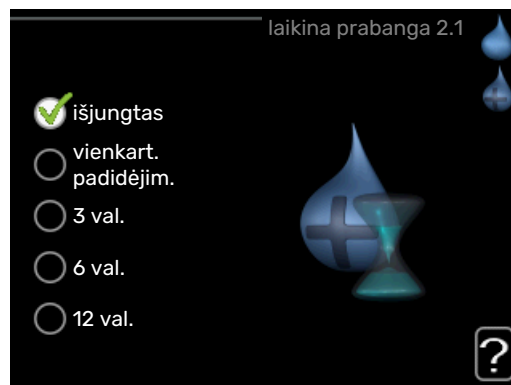 laikina prabanga 2.1
išjungtas
vienkart.
padidėjim.
3 val.
6 val.
12 val.
?